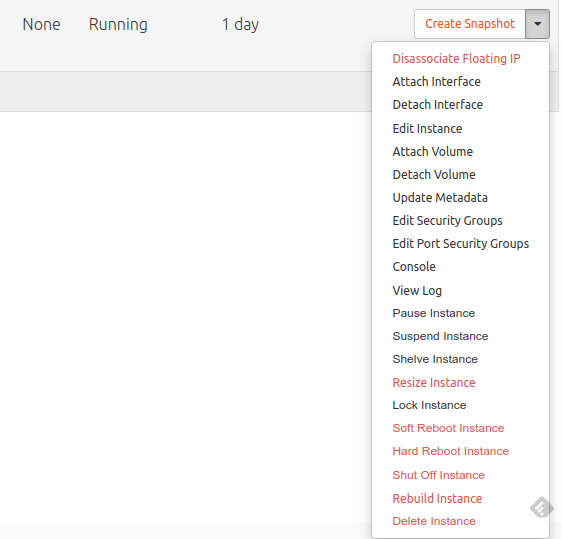 None Running 1 day Create Snapshot
Disassociate Floating IP
Attach Interface
Detach Interface
Edit Instance
Attach Volume
Detach Volume
Update Metadata
Edit Security Groups
Edit Port Security Groups
Console
View Log
Pause Instance
Suspend Instance
Shelve Instance
Resize Instance
Lock Instance
Soft Reboot Instance
Hard Reboot Instance
Shut Off Instance
Rebuild Instance
Delete Instance